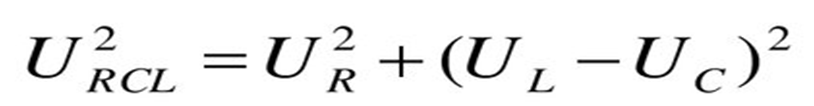 U²_RCL = U²_R + (U_L − U_C)²